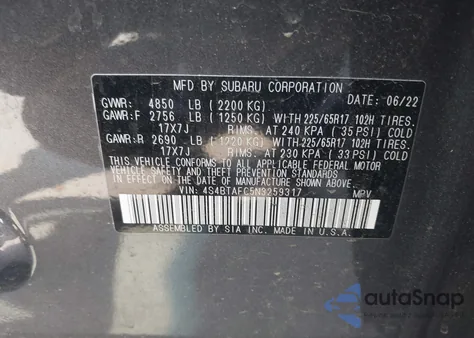 MFD BY SUBARU CORPORATION DATE: 06/22
GVWR: 4850 LB (2200 KG)
GAWR:F 2756 LB (1250 KG) WITH 225/65R17 102H TIRES,
17X7J RIMS, AT 240 KPA (35 PSI) COLD
GAWR:R 2690 LB (1220 KG) WITH 225/65R17 102H TIRES,
17X7J RIMS, AT 230 KPA (33 PSI) COLD
THIS VEHICLE CONFORMS TO ALL APPLICABLE
FEDERAL MOTOR VEHICLE SAFETY STANDARDS IN EFFECT
ON THE DATE OF MANUFACTURE SHOWN ABOVE.
VIN: 4S4BTAFC5N3259317 MPV
ASSEMBLED BY SIA INC. MADE IN U.S.A.
autoSnap